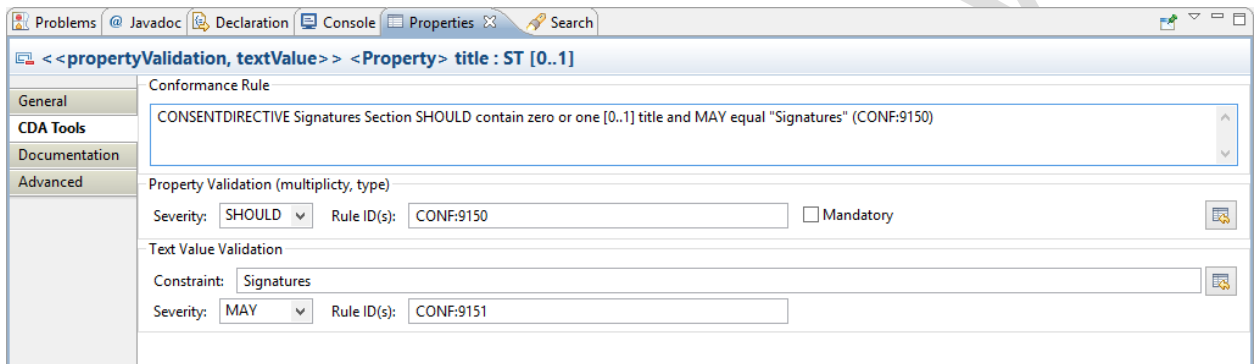 Problems @ Javadoc Declaration Console Properties Search
<<propertyValidation, textValue>> <Property> title : ST [0..1]
General
CDA Tools
Documentation
Advanced
Conformance Rule
CONSENTDIRECTIVE Signatures Section SHOULD contain zero or one [0..1] title and MAY equal "Signatures" (CONF:9150)
Property Validation (multiplicty, type)
Severity: SHOULD Rule ID(s): CONF:9150 Mandatory
Text Value Validation
Constraint: Signatures
Severity: MAY Rule ID(s): CONF:9151